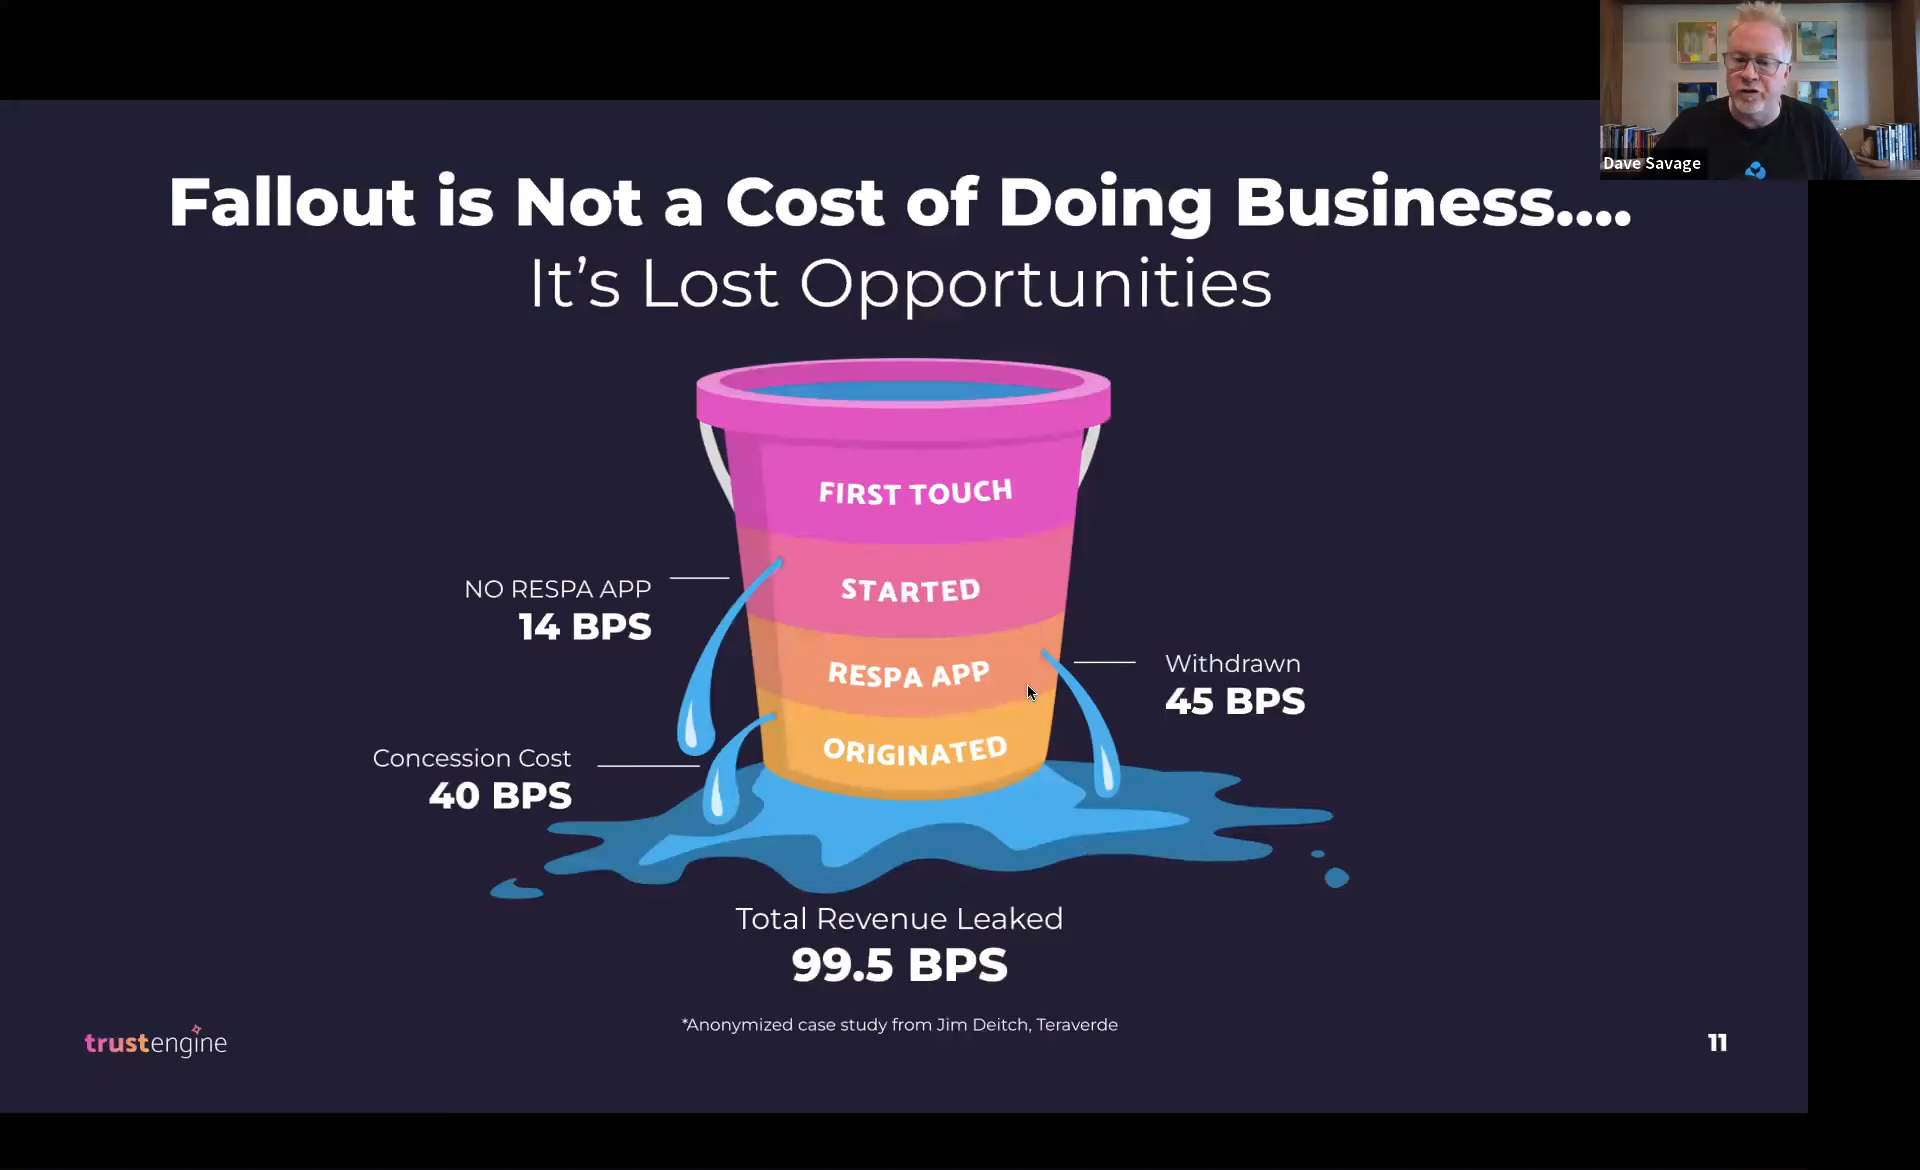 Dave Savage
Fallout is Not a Cost of Doing Business....
It's Lost Opportunities
FIRST TOUCH
NO RESPA APP
14 BPS
STARTED
RESPA APP
Withdrawn
45 BPS
Concession Cost
40 BPS
ORIGINATED
Total Revenue Leaked
99.5 BPS
*Anonymized case study from Jim Deitch, Teraverde
trustengine
11